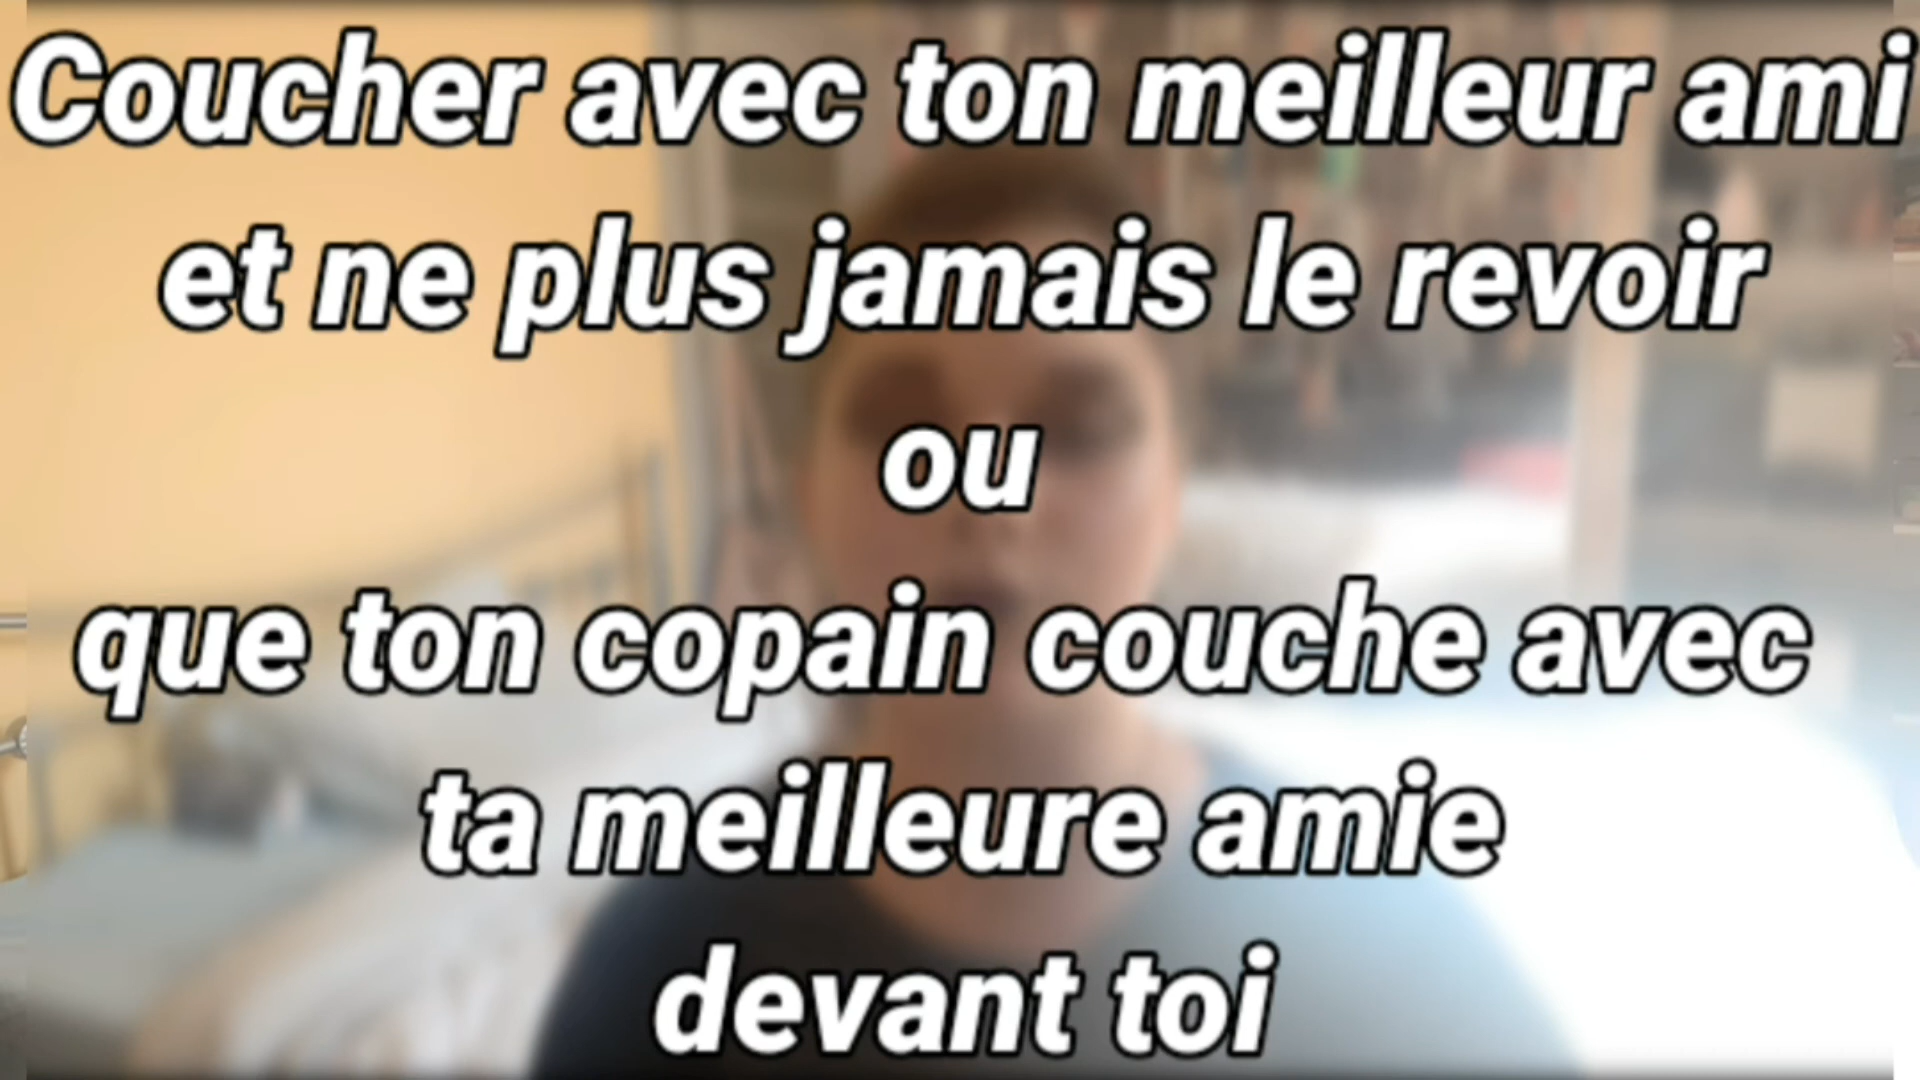 Coucher avec ton meilleur ami
et ne plus jamais le revoir
ou
que ton copain couche avec
ta meilleure amie
devant toi